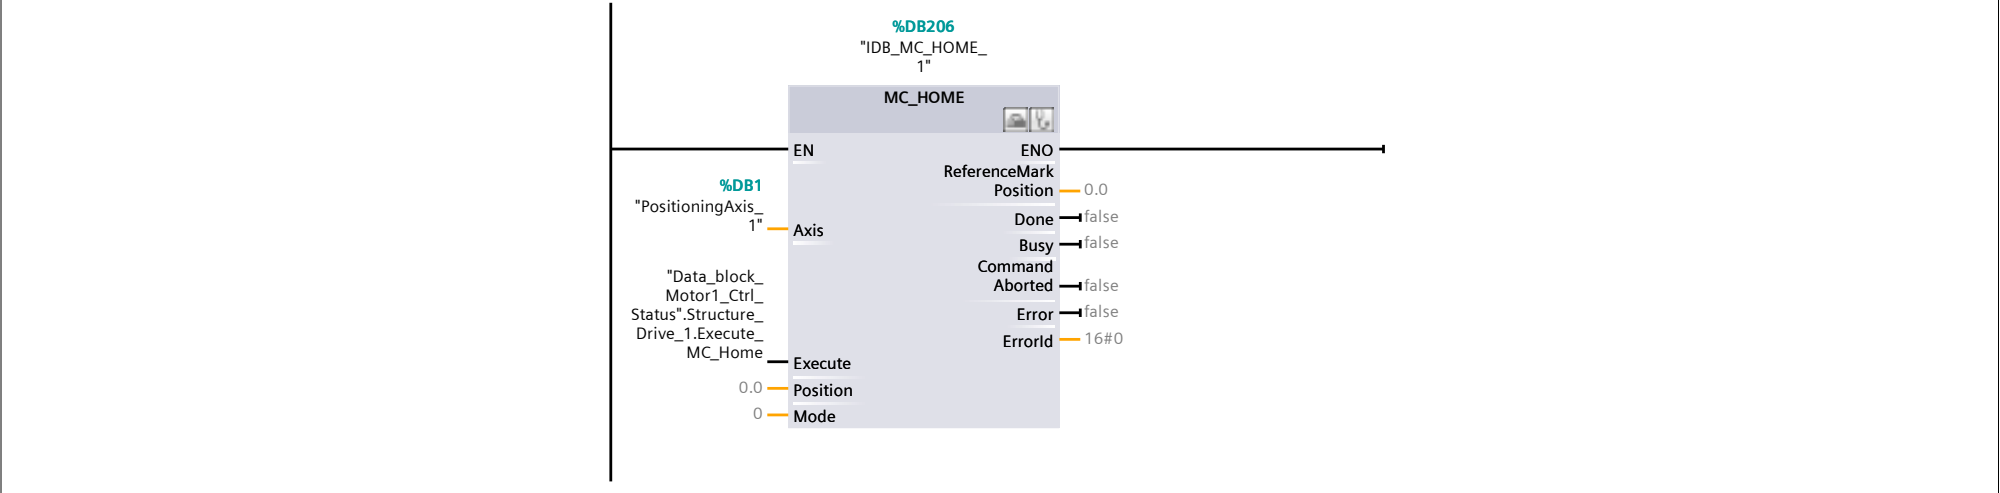 %DB206
"IDB_MC_HOME_
1"
MC_HOME
EN
ENO
ReferenceMark
Position
0.0
%DB1
"PositioningAxis_
1"
Axis
Done
false
Busy
false
Command
Aborted
false
"Data_block_
Motor1_Ctrl_
Status".Structure_
Drive_1.Execute_
MC_Home
Execute
Error
false
ErrorId
16#0
0.0
Position
0
Mode